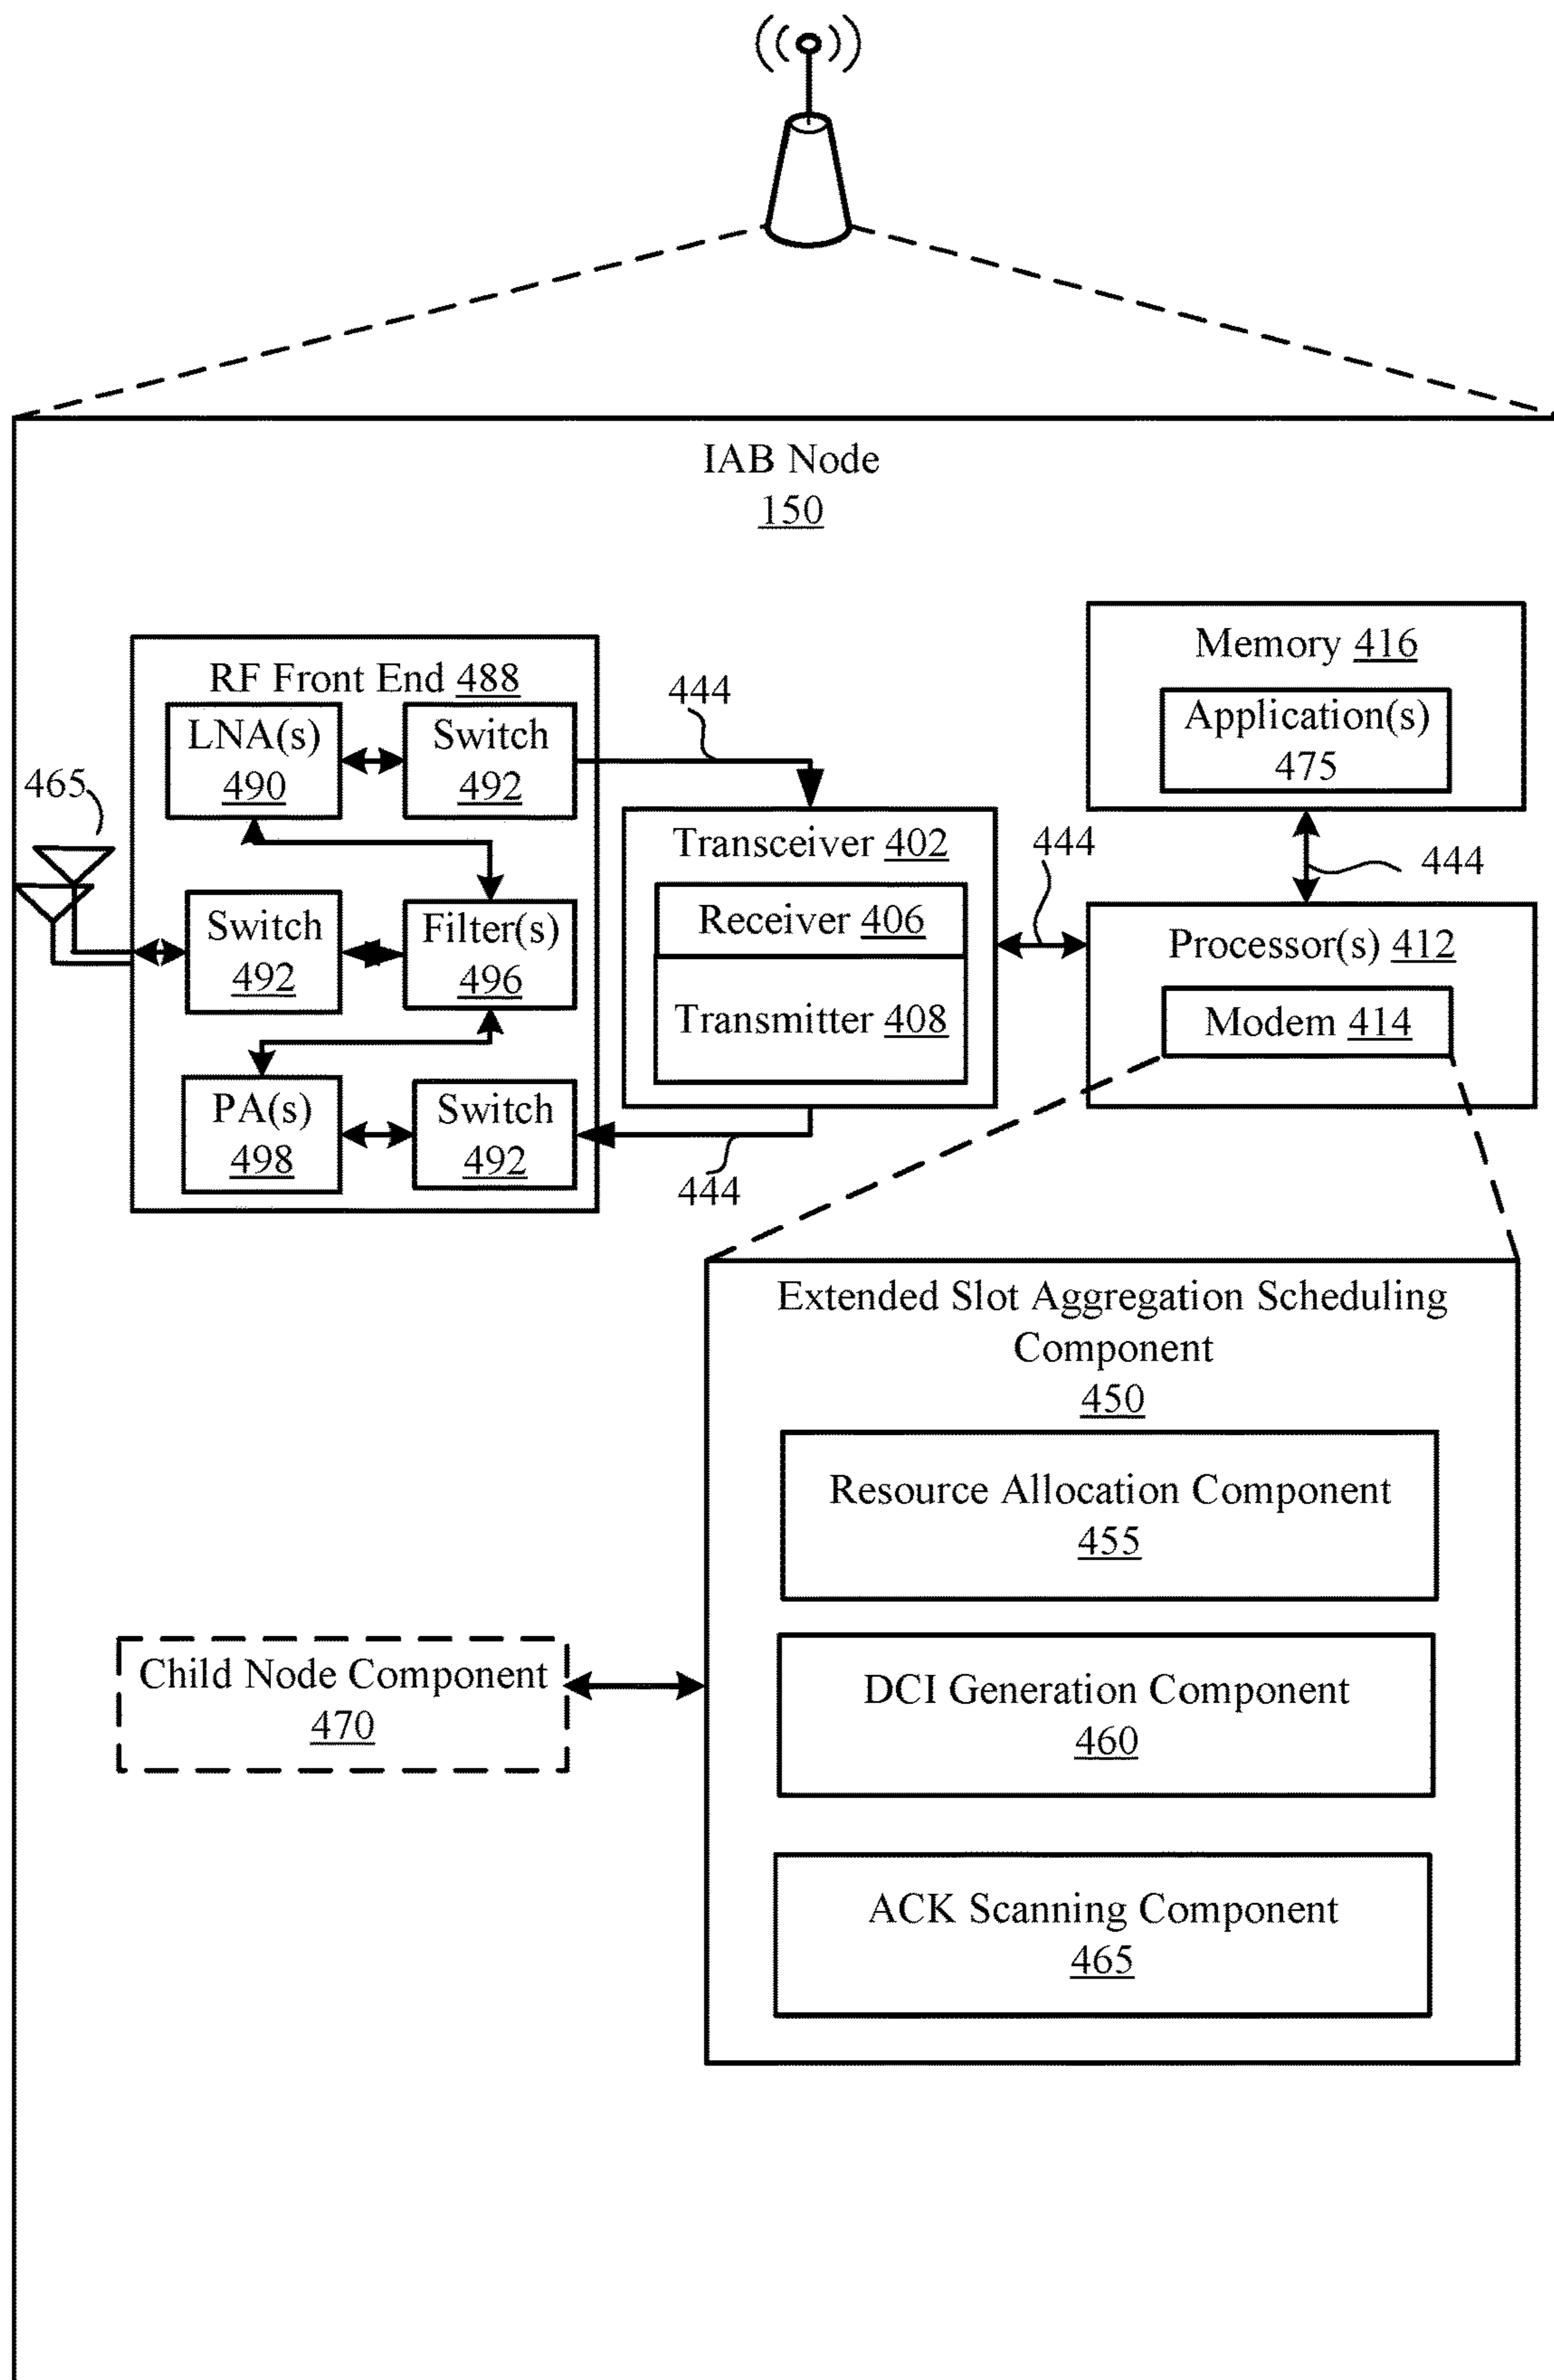 IAB Node
150
RF Front End 488
LNA(s)
490
Switch
492
444
465
Switch
492
Filter(s)
496
PA(s)
498
Switch
492
444
Transceiver 402
Receiver 406
Transmitter 408
444
Memory 416
Application(s)
475
444
Processor(s) 412
Modem 414
Extended Slot Aggregation Scheduling
Component
450
Resource Allocation Component
455
DCI Generation Component
460
ACK Scanning Component
465
Child Node Component
470